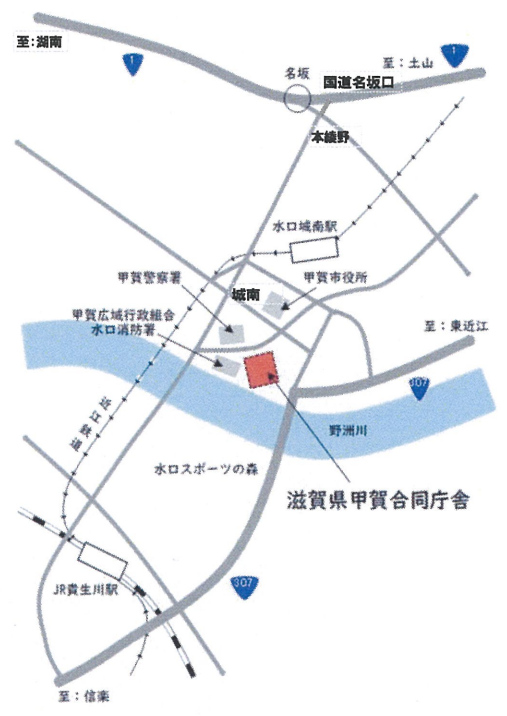 至:湖南
1
名坂
国道名坂口
至:土山
1
本綾野
水口城南駅
甲賀警察署
甲賀市役所
城南
甲賀広域行政組合
水口消防署
至:東近江
307
近江鉄道
野洲川
水口スポーツの森
滋賀県甲賀合同庁舎
JR貴生川駅
307
至:信楽